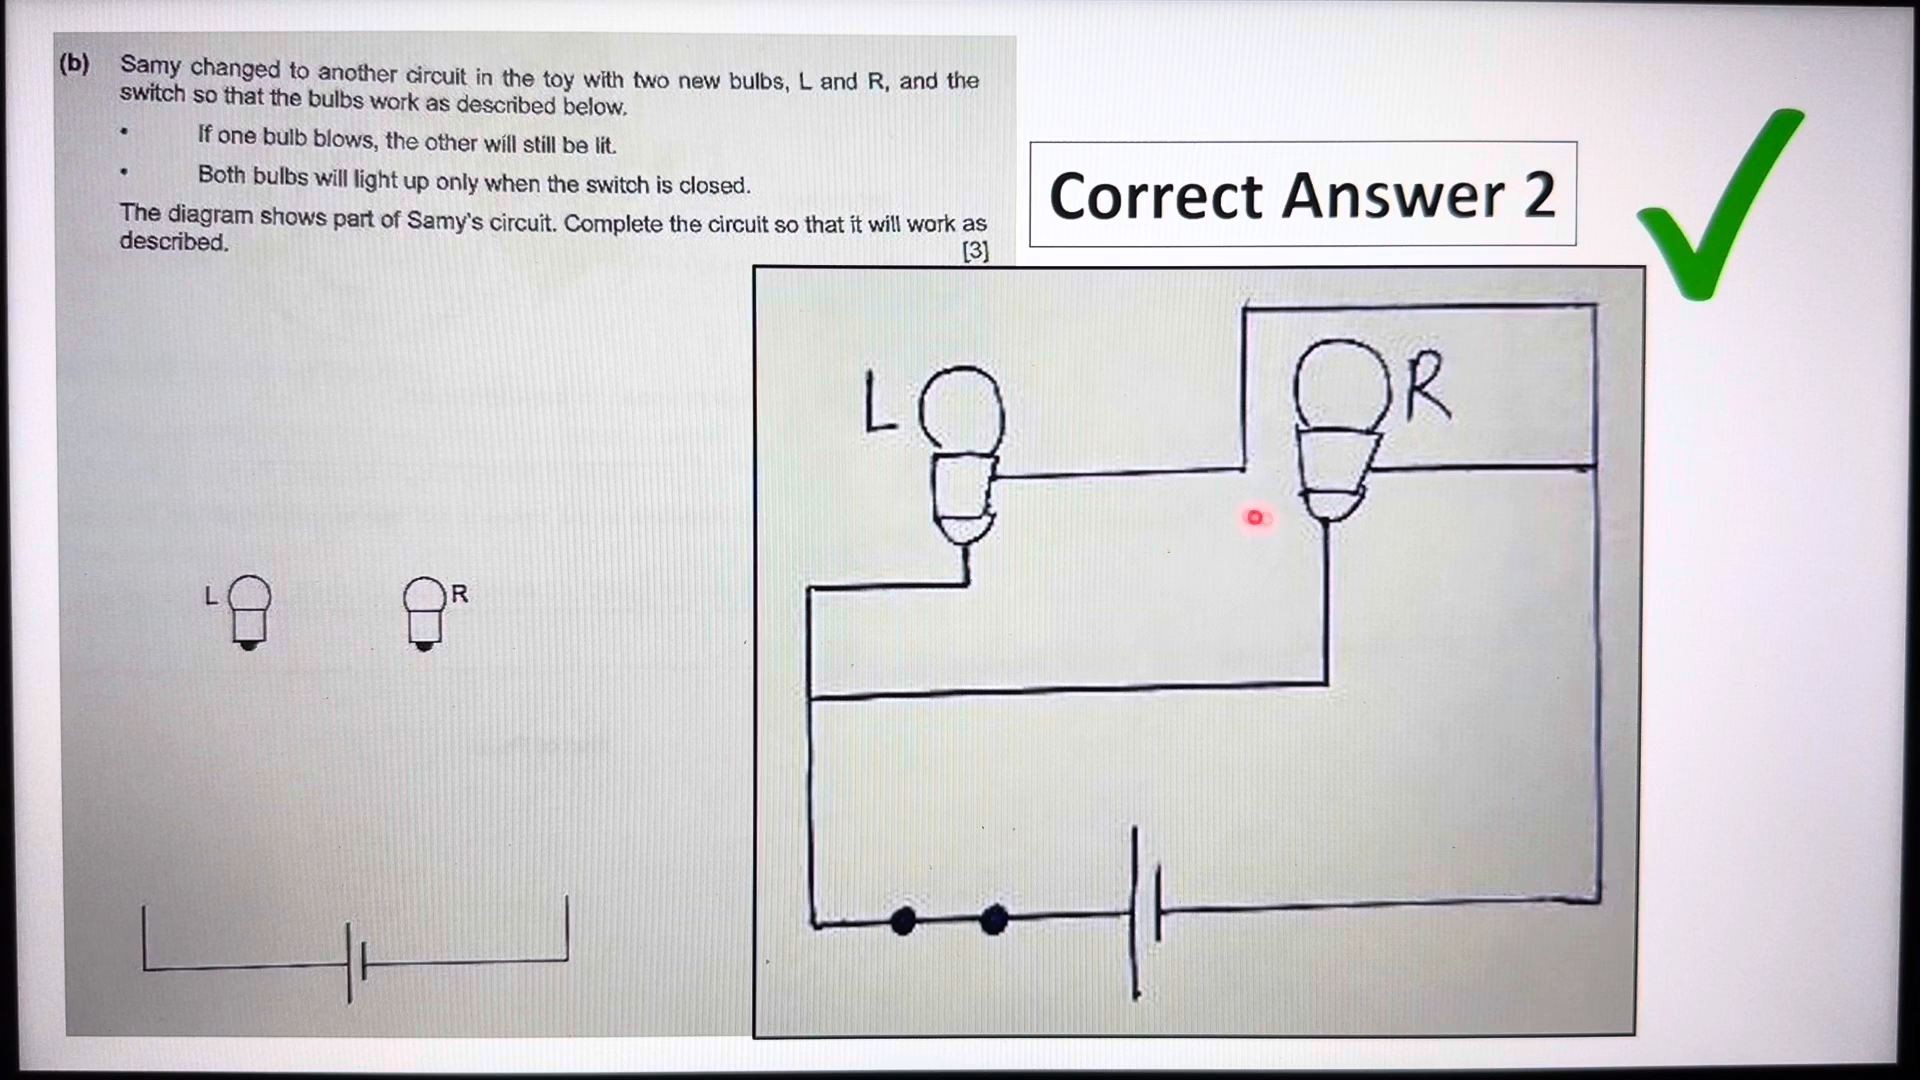 (b) Samy changed to another circuit in the toy with two new bulbs, L and R, and the
switch so that the bulbs work as described below.
• If one bulb blows, the other will still be lit.
• Both bulbs will light up only when the switch is closed.
The diagram shows part of Samy's circuit. Complete the circuit so that it will work as
described.
[3]
Correct Answer 2
L
R
L
R